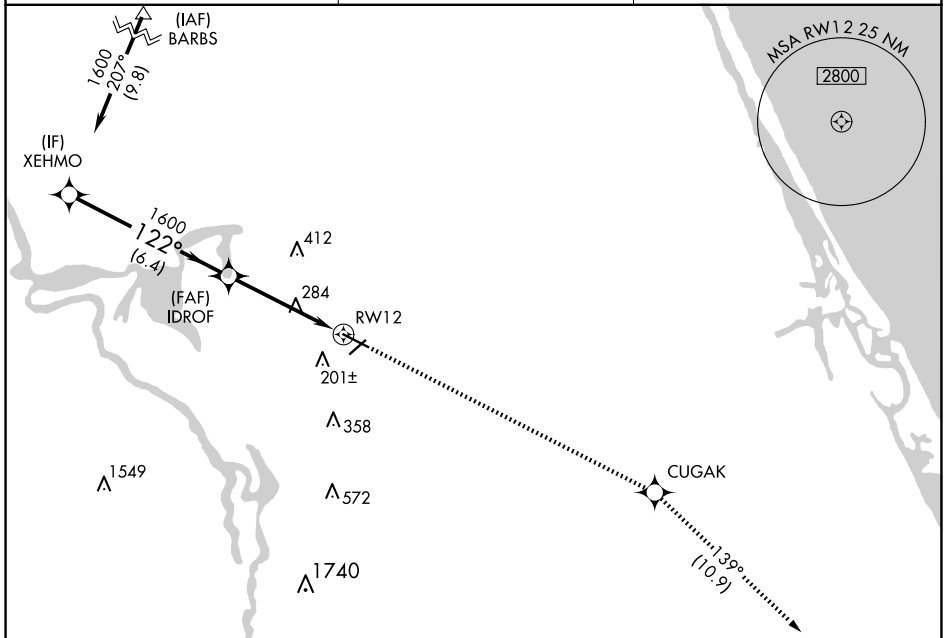 (IAF)
BARBS
1600
207°
(9.8)
MSA RW12 25 NM
2800
(IF)
XEHMO
1600
122°
(6.4)
412
(FAF)
IDROF
284
RW12
201±
358
1549
572
CUGAK
1740
139°
(10.9)